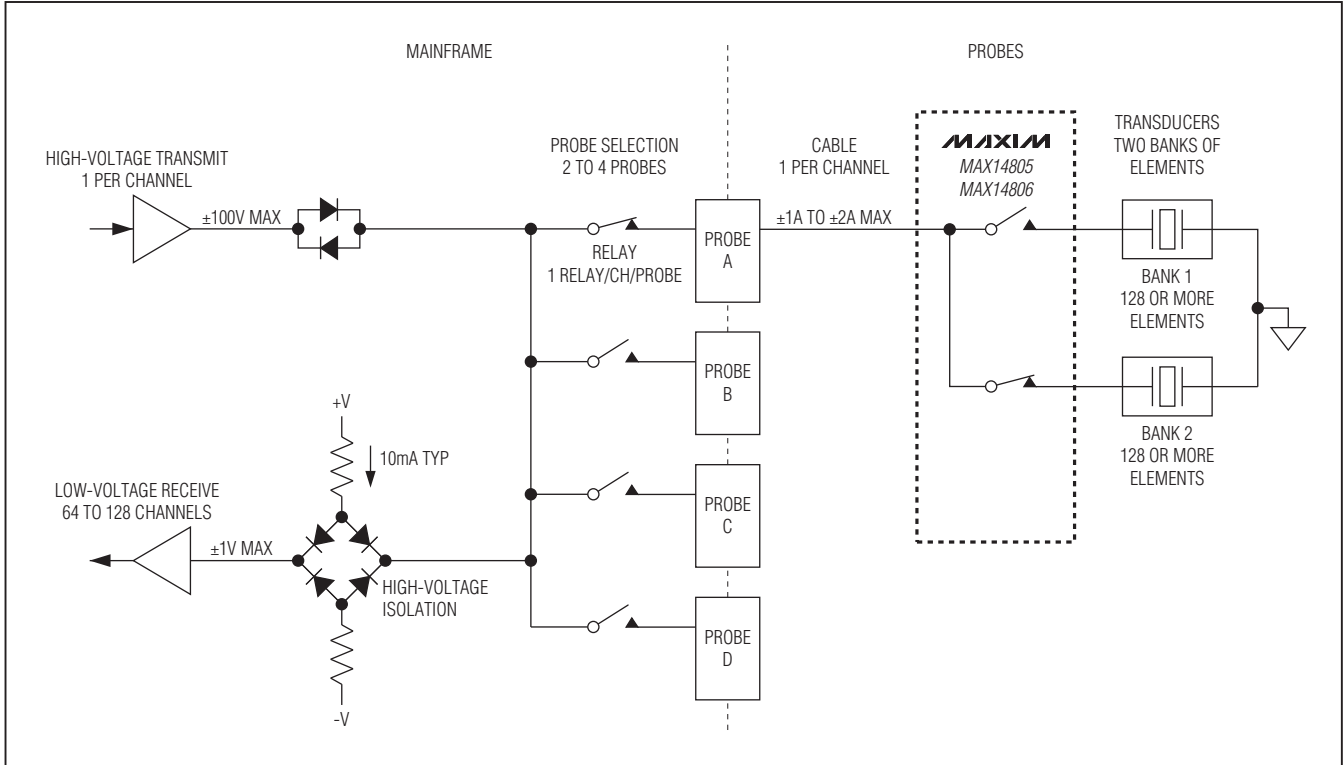 MAINFRAME
PROBES
HIGH-VOLTAGE TRANSMIT
1 PER CHANNEL
±100V MAX
PROBE SELECTION
2 TO 4 PROBES
RELAY
1 RELAY/CH/PROBE
PROBE
A
CABLE
1 PER CHANNEL
±1A TO ±2A MAX
MAXIM
MAX14805
MAX14806
TRANSDUCERS
TWO BANKS OF
ELEMENTS
BANK 1
128 OR MORE
ELEMENTS
PROBE
B
BANK 2
128 OR MORE
ELEMENTS
+V
10mA TYP
LOW-VOLTAGE RECEIVE
64 TO 128 CHANNELS
±1V MAX
HIGH-VOLTAGE
ISOLATION
-V
PROBE
C
PROBE
D